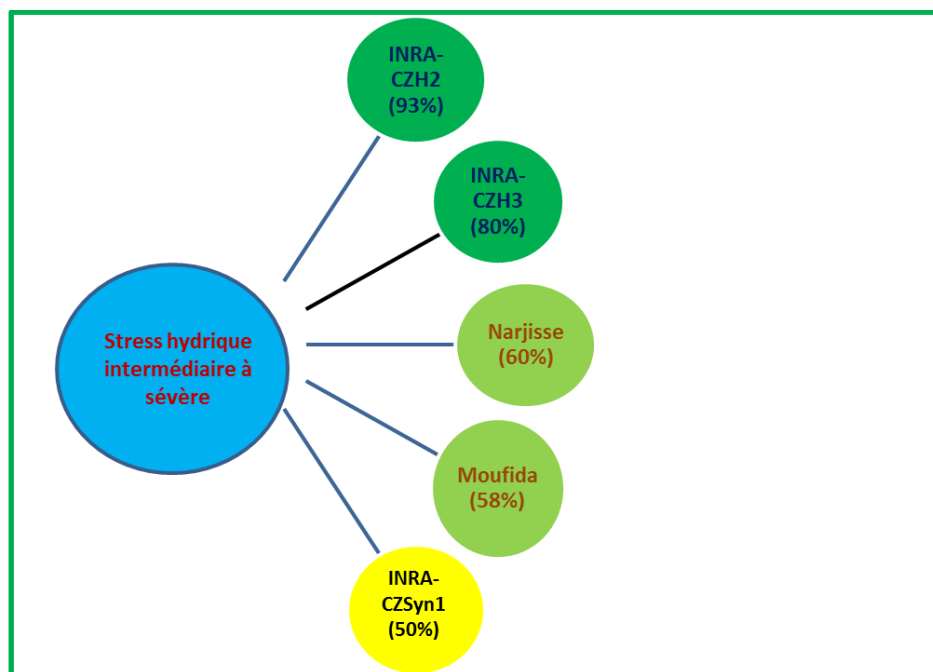 INRA-
CZH2
(93%)
INRA-
CZH3
(80%)
Stress hydrique
intermédiaire à
sévère
Narjisse
(60%)
Moufida
(58%)
INRA-
CZSyn1
(50%)